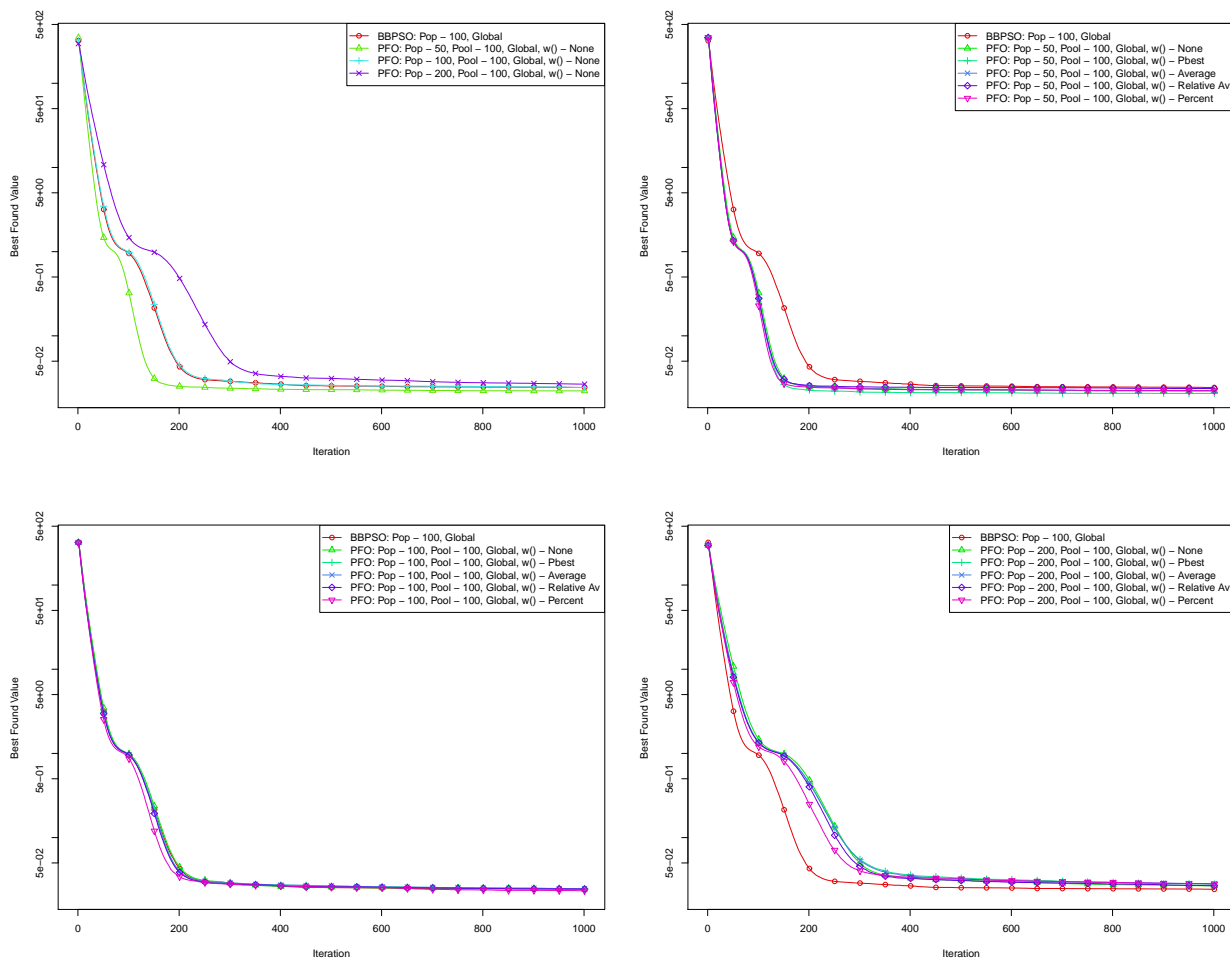 BBPSO: Pop − 100, Global
PFO: Pop − 50, Pool − 100, Global, w() − None
PFO: Pop − 100, Pool − 100, Global, w() − None
PFO: Pop − 200, Pool − 100, Global, w() − None
5e+02
5e+01
5e+00
5e−01
5e−02
Best Found Value
0
200
400
600
800
1000
Iteration
BBPSO: Pop − 100, Global
PFO: Pop − 50, Pool − 100, Global, w() − None
PFO: Pop − 50, Pool − 100, Global, w() − Pbest
PFO: Pop − 50, Pool − 100, Global, w() − Average
PFO: Pop − 50, Pool − 100, Global, w() − Relative Av
PFO: Pop − 50, Pool − 100, Global, w() − Percent
5e+02
5e+01
5e+00
5e−01
5e−02
Best Found Value
0
200
400
600
800
1000
Iteration
BBPSO: Pop − 100, Global
PFO: Pop − 100, Pool − 100, Global, w() − None
PFO: Pop − 100, Pool − 100, Global, w() − Pbest
PFO: Pop − 100, Pool − 100, Global, w() − Average
PFO: Pop − 100, Pool − 100, Global, w() − Relative Av
PFO: Pop − 100, Pool − 100, Global, w() − Percent
5e+02
5e+01
5e+00
5e−01
5e−02
Best Found Value
0
200
400
600
800
1000
Iteration
BBPSO: Pop − 100, Global
PFO: Pop − 200, Pool − 100, Global, w() − None
PFO: Pop − 200, Pool − 100, Global, w() − Pbest
PFO: Pop − 200, Pool − 100, Global, w() − Average
PFO: Pop − 200, Pool − 100, Global, w() − Relative Av
PFO: Pop − 200, Pool − 100, Global, w() − Percent
5e+02
5e+01
5e+00
5e−01
5e−02
Best Found Value
0
200
400
600
800
1000
Iteration